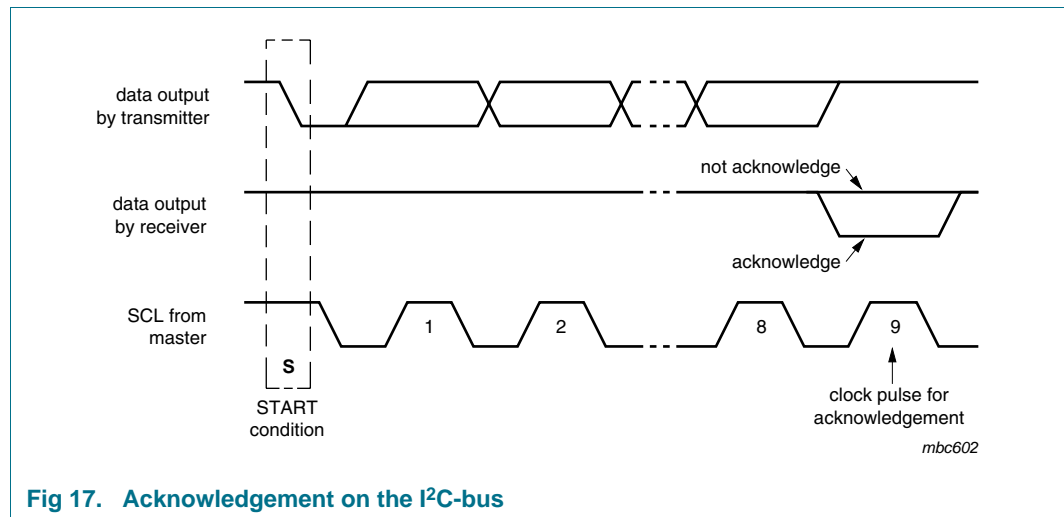 data output
by transmitter
not acknowledge
data output
by receiver
acknowledge
SCL from
master
1
2
8
9
S
START
condition
clock pulse for
acknowledgement
mbc602
Fig 17. Acknowledgement on the I²C-bus